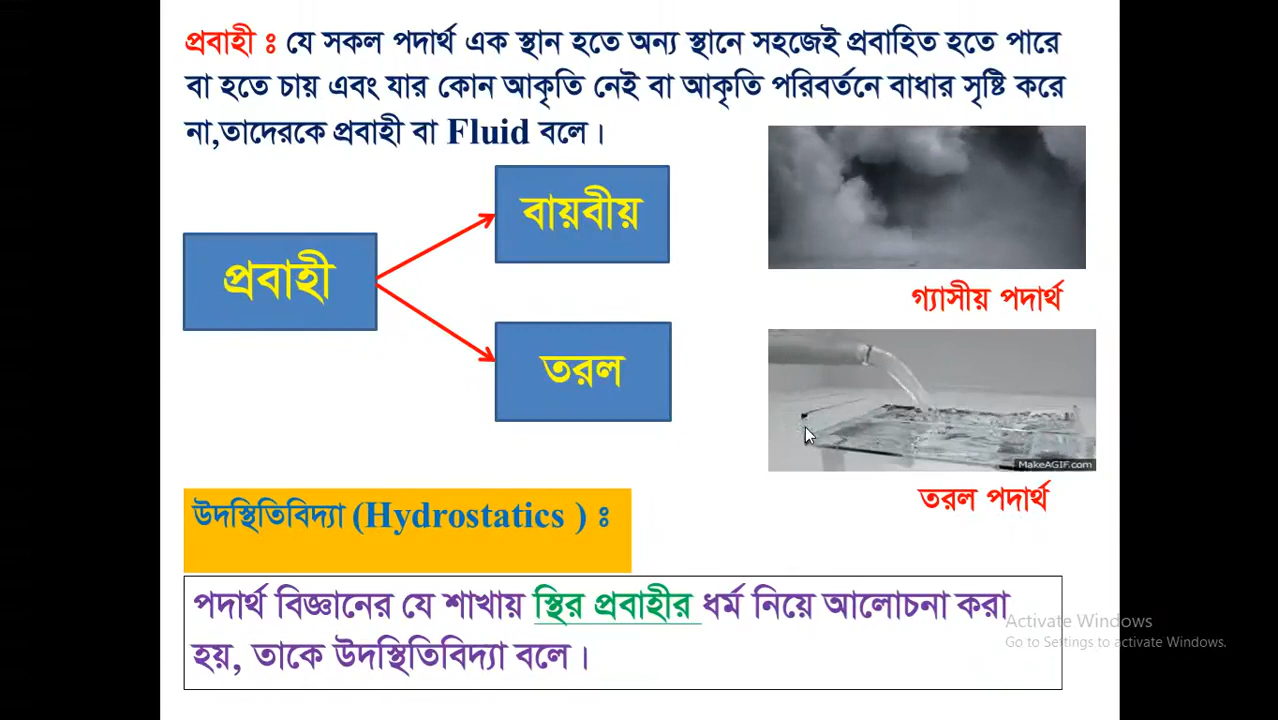 প্রবাহী ঃ যে সকল পদার্থ এক স্থান হতে অন্য স্থানে সহজেই প্রবাহিত হতে পারে
বা হতে চায় এবং যার কোন আকৃতি নেই বা আকৃতি পরিবর্তনে বাধার সৃষ্টি করে
না,তাদেরকে প্রবাহী বা Fluid বলে।
বায়বীয়
প্রবাহী
গ্যাসীয় পদার্থ
তরল
MakeAGIF.com
তরল পদার্থ
উদস্থিতিবিদ্যা (Hydrostatics ) ঃ
পদার্থ বিজ্ঞানের যে শাখায় স্থির প্রবাহীর ধর্ম নিয়ে আলোচনা করা
হয়, তাকে উদস্থিতিবিদ্যা বলে।
Activate Windows
Go to Settings to activate Windows.